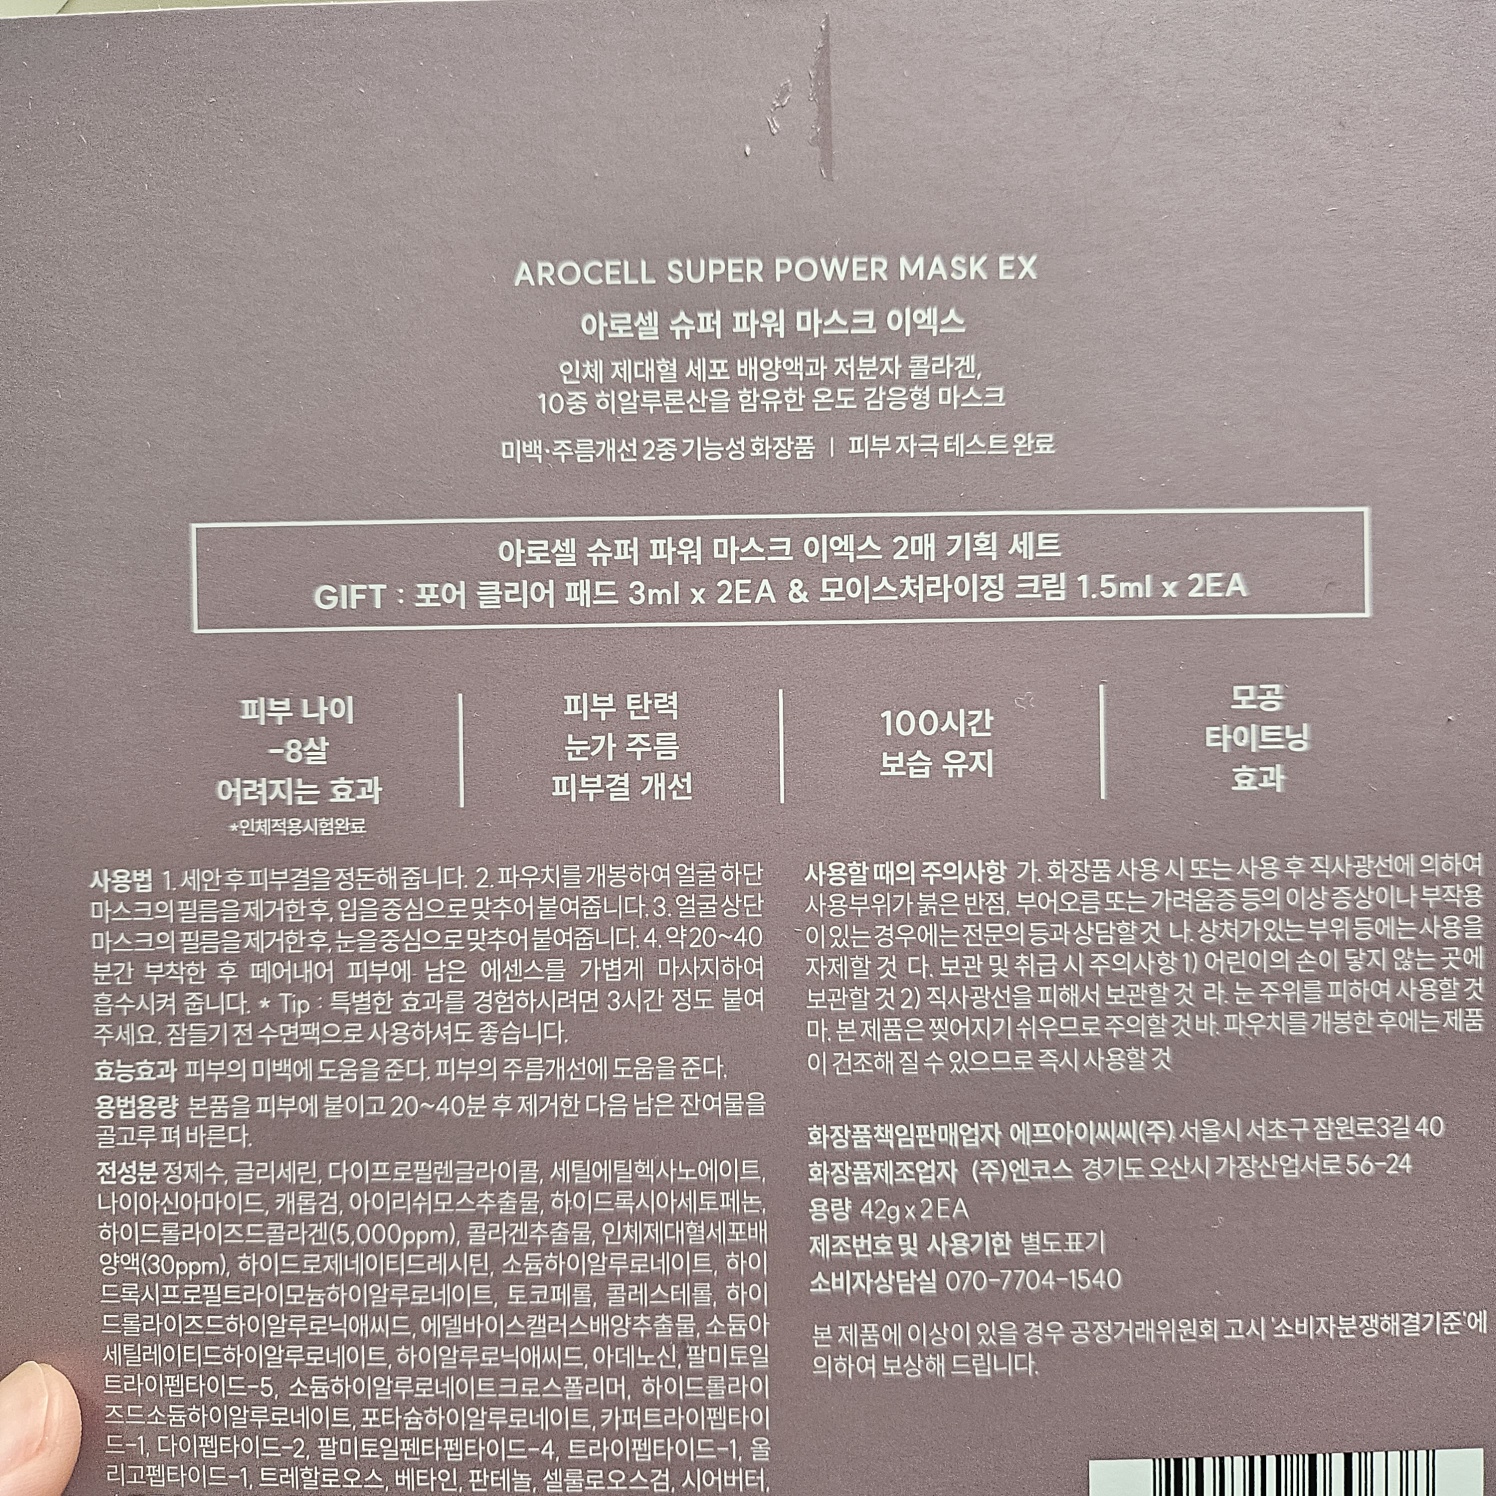 AROCELL SUPER POWER MASK EX
아로셀 슈퍼 파워 마스크 이엑스
인체 제대혈 세포 배양액과 저분자 콜라겐,
10중 히알루론산을 함유한 온도 감응형 마스크
미백·주름개선 2중 기능성 화장품 | 피부 자극 테스트 완료
아로셀 슈퍼 파워 마스크 이엑스 2매 기획 세트
GIFT : 포어 클리어 패드 3ml x 2EA & 모이스처라이징 크림 1.5ml x 2EA
피부 나이
-8살
어려지는 효과
*인체적용시험완료
피부 탄력
눈가 주름
피부결 개선
100시간
보습 유지
모공
타이트닝
효과
사용법 1. 세안 후 피부결을 정돈해 줍니다. 2. 파우치를 개봉하여 얼굴 하단
마스크의 필름을 제거한 후, 입을 중심으로 맞추어 붙여줍니다. 3. 얼굴 상단
마스크의 필름을 제거한 후, 눈을 중심으로 맞추어 붙여줍니다. 4. 약 20~40
분간 부착한 후 떼어내어 피부에 남은 에센스를 가볍게 마사지하여
흡수시켜 줍니다. * Tip : 특별한 효과를 경험하시려면 3시간 정도 붙여
주세요. 잠들기 전 수면팩으로 사용하셔도 좋습니다.
효능효과 피부의 미백에 도움을 준다. 피부의 주름개선에 도움을 준다.
용법용량 본품을 피부에 붙이고 20~40분 후 제거한 다음 남은 잔여물을
골고루 펴 바른다.
전성분 정제수, 글리세린, 다이프로필렌글라이콜, 세틸에틸헥사노에이트,
나이아신아마이드, 캐롭검, 아이리쉬모스추출물, 하이드록시아세토페논,
하이드롤라이즈드콜라겐(5,000ppm), 콜라겐추출물, 인체제대혈세포배
양액(30ppm), 하이드로제네이티드레시틴, 소듐하이알루로네이트, 하이
드록시프로필트라이모늄하이알루로네이트, 토코페롤, 콜레스테롤, 하이
드롤라이즈드하이알루로닉애씨드, 에델바이스캘러스배양추출물, 소듐아
세틸레이티드하이알루로네이트, 하이알루로닉애씨드, 아데노신, 팔미토일
트라이펩타이드-5, 소듐하이알루로네이트크로스폴리머, 하이드롤라이
즈드소듐하이알루로네이트, 포타슘하이알루로네이트, 카퍼트라이펩타이
드-1, 다이펩타이드-2, 팔미토일펜타펩타이드-4, 트라이펩타이드-1, 올
리고펩타이드-1, 트레할로오스, 베타인, 판테놀, 셀룰로오스검, 시어버터,
사용할 때의 주의사항 가. 화장품 사용 시 또는 사용 후 직사광선에 의하여
사용부위가 붉은 반점, 부어오름 또는 가려움증 등의 이상 증상이나 부작용
이 있는 경우에는 전문의 등과 상담할 것 나. 상처가 있는 부위 등에는 사용을
자제할 것 다. 보관 및 취급 시 주의사항 1) 어린이의 손이 닿지 않는 곳에
보관할 것 2) 직사광선을 피해서 보관할 것 라. 눈 주위를 피하여 사용할 것
마. 본 제품은 찢어지기 쉬우므로 주의할 것 바. 파우치를 개봉한 후에는 제품
이 건조해 질 수 있으므로 즉시 사용할 것
화장품책임판매업자 에프아이씨씨(주) 서울시 서초구 잠원로3길 40
화장품제조업자 (주)엔코스 경기도 오산시 가장산업서로 56-24
용량 42g x 2EA
제조번호 및 사용기한 별도표기
소비자상담실 070-7704-1540
본 제품에 이상이 있을 경우 공정거래위원회 고시 '소비자분쟁해결기준'에
의하여 보상해 드립니다.